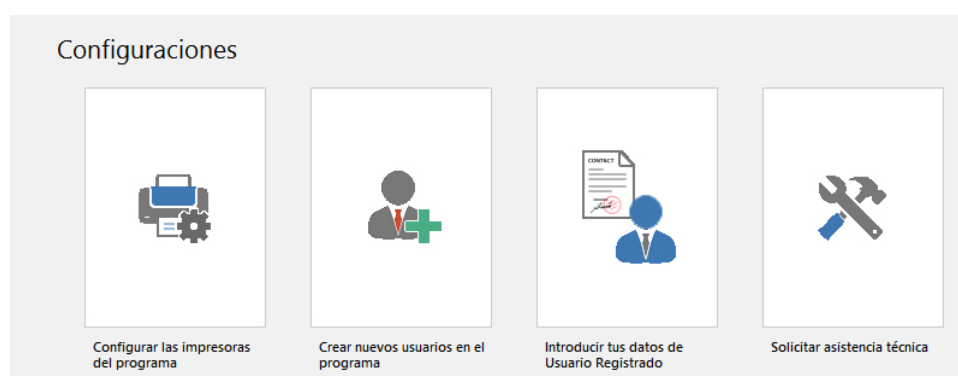 Configuraciones
CONTRACT
Configurar las impresoras
del programa
Crear nuevos usuarios en el
programa
Introducir tus datos de
Usuario Registrado
Solicitar asistencia técnica